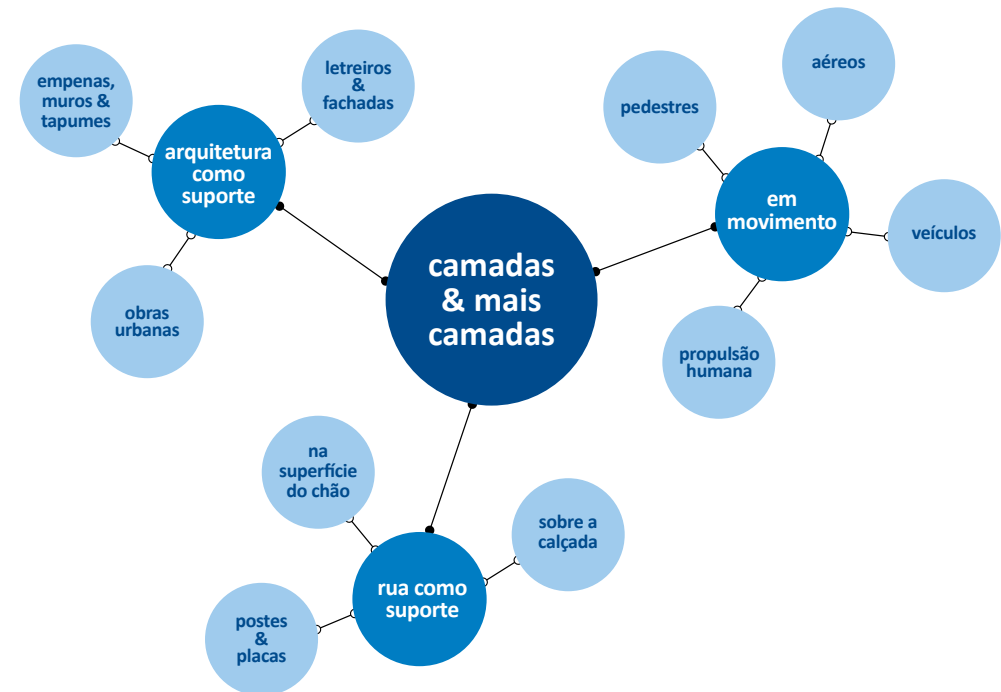 empenas,
muros &
tapumes
letreiros
&
fachadas
arquitetura
como
suporte
obras
urbanas
camadas
& mais
camadas
pedestres
aéreos
em
movimento
veículos
propulsão
humana
na
superfície
do chão
sobre a
calçada
rua como
suporte
postes
&
placas